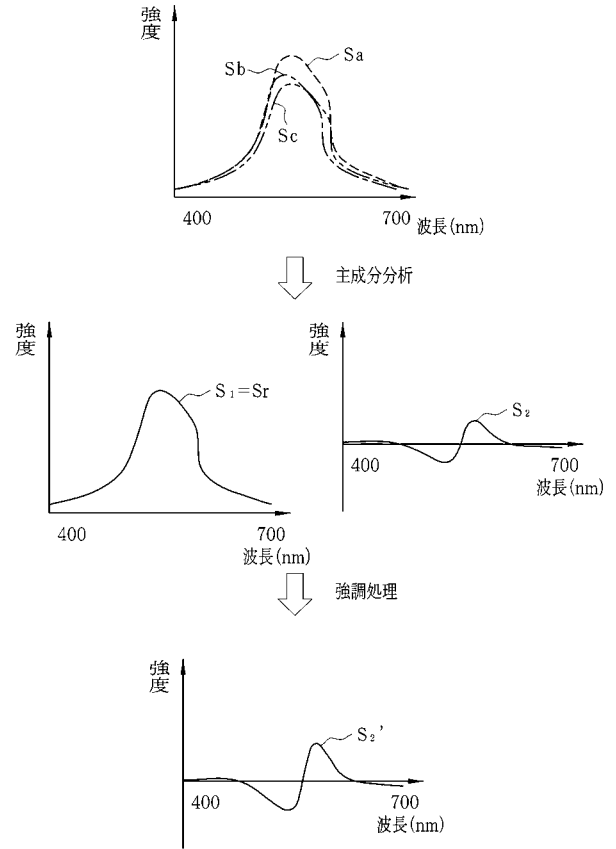 強度
Sa
Sb
Sc
400
700
波長(nm)
主成分分析
強度
S₁=Sr
400
700
波長(nm)
強度
S₂
400
700
波長(nm)
強調処理
強度
S₂'
400
700
波長(nm)